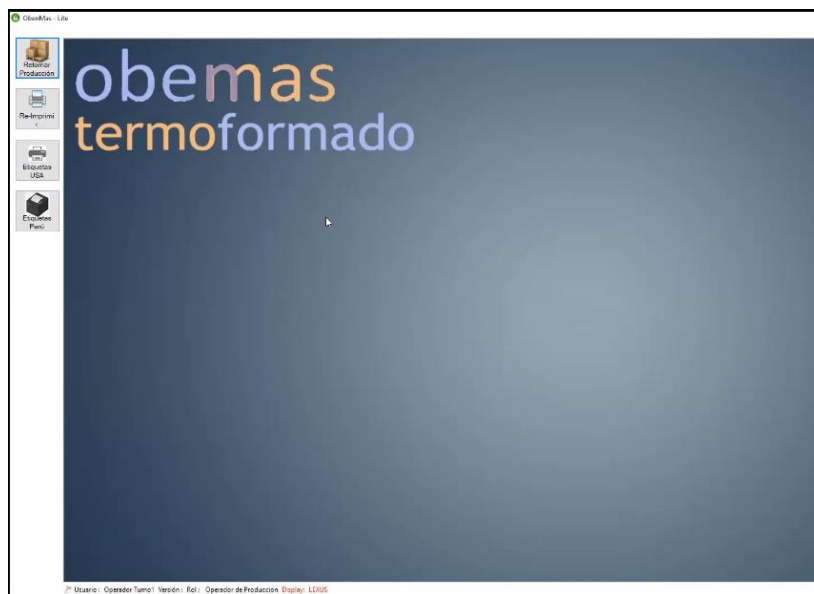 ObenMas - Lite
Retomar
Producción
Re-Imprimi
r
Etiquetas
USA
Etiquetas
Perú
obemas
termoformado
Usuario : Operador Turno1 Versión : Rol : Operador de Produccion Display: LEXUS